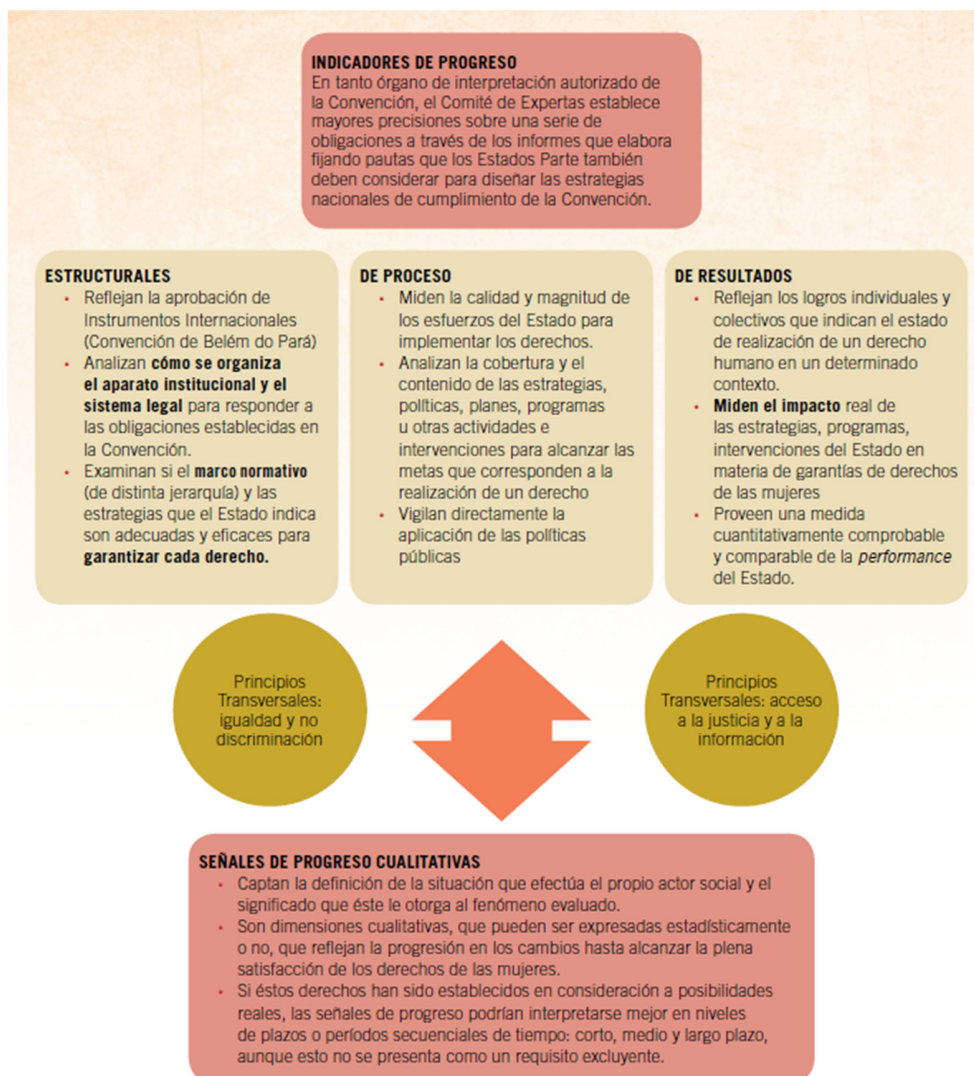 INDICADORES DE PROGRESO
En tanto órgano de interpretación autorizado de
la Convención, el Comité de Expertas establece
mayores precisiones sobre una serie de
obligaciones a través de los informes que elabora
fijando pautas que los Estados Parte también
deben considerar para diseñar las estrategias
nacionales de cumplimiento de la Convención.
ESTRUCTURALES
• Reflejan la aprobación de
Instrumentos Internacionales
(Convención de Belém do Pará)
• Analizan cómo se organiza
el aparato institucional y el
sistema legal para responder a
las obligaciones establecidas en
la Convención.
• Examinan si el marco normativo
(de distinta jerarquía) y las
estrategias que el Estado indica
son adecuadas y eficaces para
garantizar cada derecho.
DE PROCESO
• Miden la calidad y magnitud de
los esfuerzos del Estado para
implementar los derechos.
• Analizan la cobertura y el
contenido de las estrategias,
políticas, planes, programas
u otras actividades e
intervenciones para alcanzar las
metas que corresponden a la
realización de un derecho
• Vigilan directamente la
aplicación de las políticas
públicas
DE RESULTADOS
• Reflejan los logros individuales y
colectivos que indican el estado
de realización de un derecho
humano en un determinado
contexto.
• Miden el impacto real de
las estrategias, programas,
intervenciones del Estado en
materia de garantías de derechos
de las mujeres
• Proveen una medida
cuantitativamente comprobable
y comparable de la performance
del Estado.
Principios
Transversales:
igualdad y no
discriminación
Principios
Transversales: acceso
a la justicia y a la
información
SEÑALES DE PROGRESO CUALITATIVAS
• Captan la definición de la situación que efectúa el propio actor social y el
significado que éste le otorga al fenómeno evaluado.
• Son dimensiones cualitativas, que pueden ser expresadas estadísticamente
o no, que reflejan la progresión en los cambios hasta alcanzar la plena
satisfacción de los derechos de las mujeres.
• Si éstos derechos han sido establecidos en consideración a posibilidades
reales, las señales de progreso podrían interpretarse mejor en niveles
de plazos o períodos secuenciales de tiempo: corto, medio y largo plazo,
aunque esto no se presenta como un requisito excluyente.